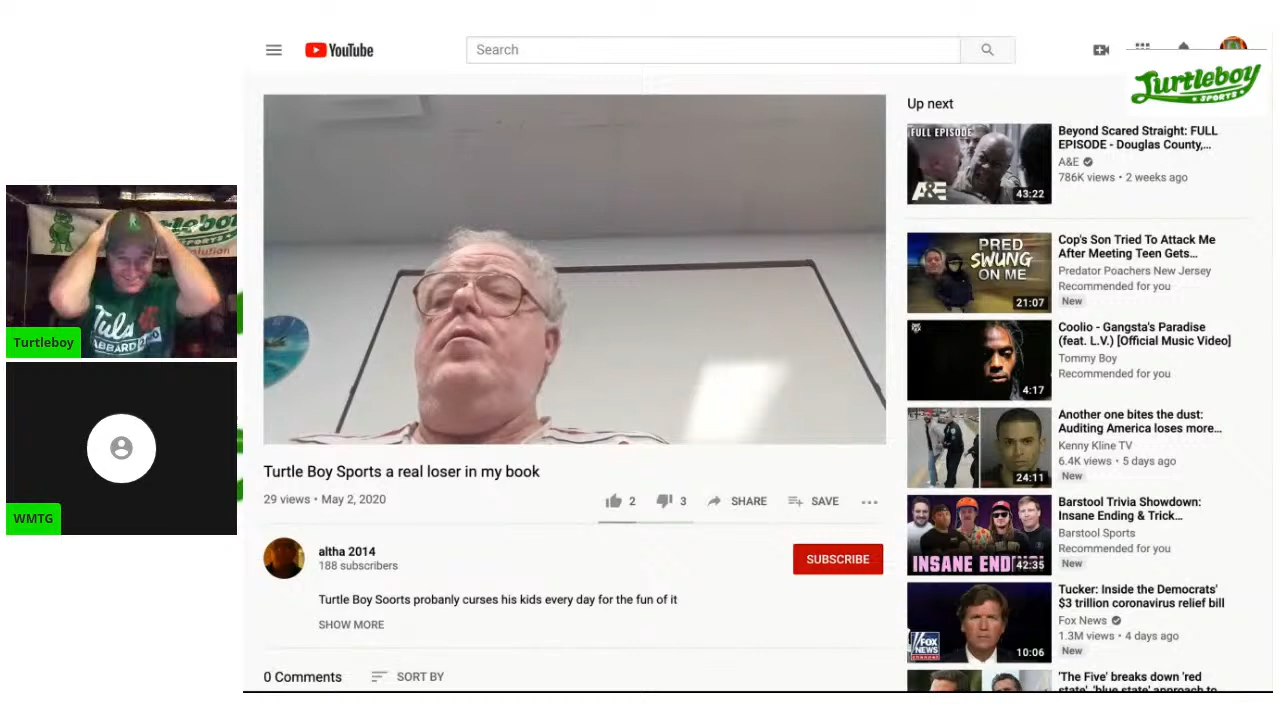 YouTube
Search
Turtleboy
SPORTS
Up next
FULL EPISODE
A&E
43:22
Beyond Scared Straight: FULL
EPISODE - Douglas County,...
A&E
786K views • 2 weeks ago
PRED
SWUNG
ON ME
21:07
Cop's Son Tried To Attack Me
After Meeting Teen Gets...
Predator Poachers New Jersey
Recommended for you
New
4:17
Coolio - Gangsta's Paradise
(feat. L.V.) [Official Music Video]
Tommy Boy
Recommended for you
24:11
Another one bites the dust:
Auditing America loses more...
Kenny Kline TV
6.4K views • 5 days ago
New
INSANE END
42:35
Barstool Trivia Showdown:
Insane Ending & Trick...
Barstool Sports
Recommended for you
New
FOX
NEWS
10:06
Tucker: Inside the Democrats'
$3 trillion coronavirus relief bill
Fox News
1.3M views • 4 days ago
New
'The Five' breaks down 'red
state', 'blue state' approach to
Turtleboy
WMTG
Turtle Boy Sports a real loser in my book
29 views • May 2, 2020
2
3
SHARE
SAVE
altha 2014
188 subscribers
SUBSCRIBE
Turtle Boy Soorts probanly curses his kids every day for the fun of it
SHOW MORE
0 Comments
SORT BY